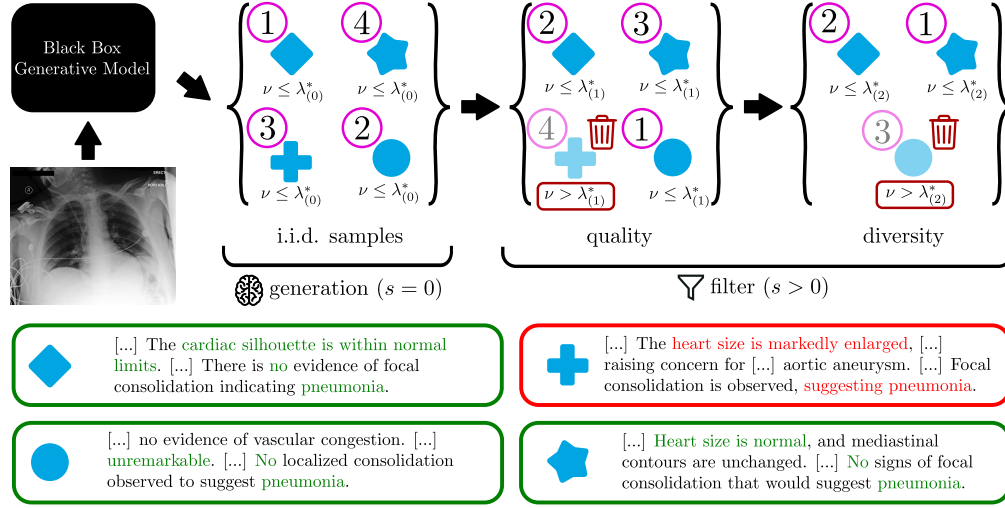 Black Box
Generative Model
1
4
ν ≤ λ*(0)
ν ≤ λ*(0)
3
2
ν ≤ λ*(0)
ν ≤ λ*(0)
i.i.d. samples
generation (s = 0)
2
3
ν ≤ λ*(1)
ν ≤ λ*(1)
4
1
ν > λ*(1)
ν ≤ λ*(1)
quality
2
1
ν ≤ λ*(2)
ν ≤ λ*(2)
3
ν > λ*(2)
diversity
filter (s > 0)
[...] The cardiac silhouette is within normal
limits. [...] There is no evidence of focal
consolidation indicating pneumonia.
[...] The heart size is markedly enlarged, [...]
raising concern for [...] aortic aneurysm. [...] Focal
consolidation is observed, suggesting pneumonia.
[...] no evidence of vascular congestion. [...]
unremarkable. [...] No localized consolidation
observed to suggest pneumonia.
[...] Heart size is normal, and mediastinal
contours are unchanged. [...] No signs of focal
consolidation that would suggest pneumonia.